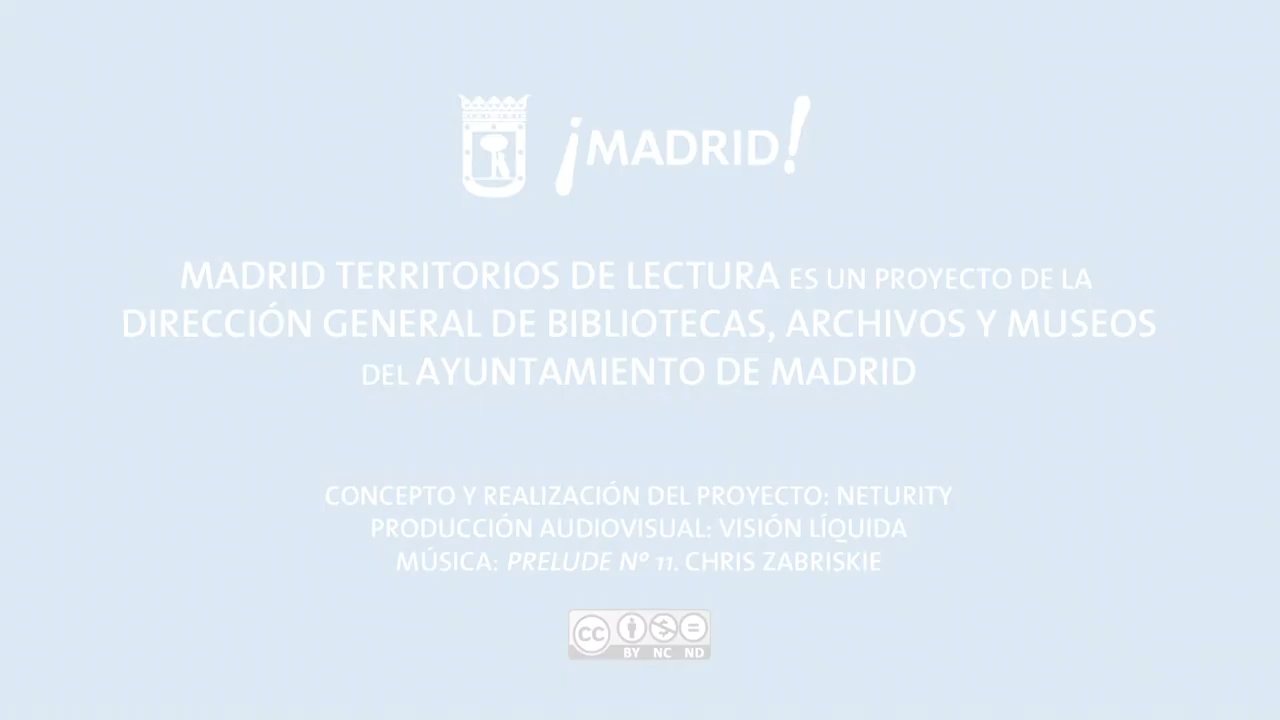 ¡MADRID!
MADRID TERRITORIOS DE LECTURA ES UN PROYECTO DE LA
DIRECCIÓN GENERAL DE BIBLIOTECAS, ARCHIVOS Y MUSEOS
DEL AYUNTAMIENTO DE MADRID
CONCEPTO Y REALIZACIÓN DEL PROYECTO: NETURITY
PRODUCCIÓN AUDIOVISUAL: VISIÓN LÍQUIDA
MÚSICA: PRELUDE Nº 11. CHRIS ZABRISKIE
CC BY NC ND